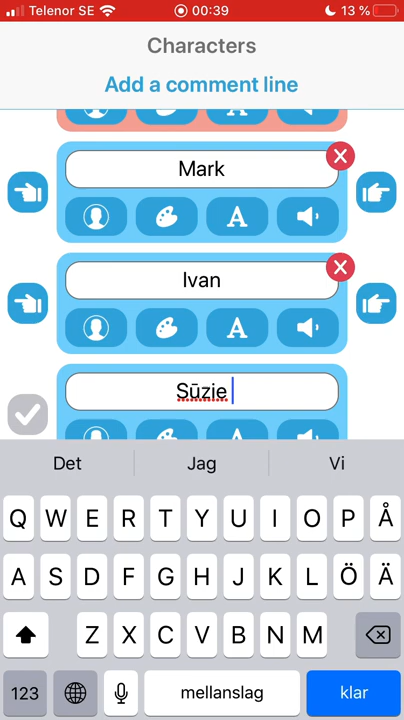 Telenor SE 00:39 13 %
Characters
Add a comment line
A
Mark
A
Ivan
A
Sūzie
A
Det Jag Vi
Q W E R T Y U I O P Å
A S D F G H J K L Ö Ä
Z X C V B N M
123 mellanslag klar